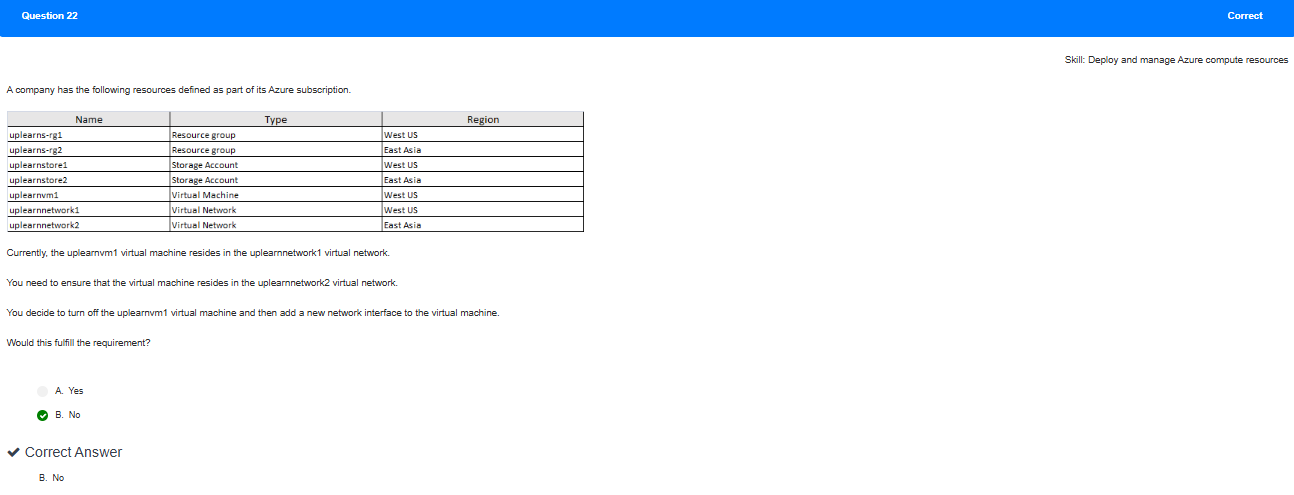 Question 22 Correct
Skill: Deploy and manage Azure compute resources
A company has the following resources defined as part of its Azure subscription.
Name Type Region
uplearns-rg1 Resource group West US
uplearns-rg2 Resource group East Asia
uplearnstore1 Storage Account West US
uplearnstore2 Storage Account East Asia
uplearnvm1 Virtual Machine West US
uplearnnetwork1 Virtual Network West US
uplearnnetwork2 Virtual Network East Asia
Currently, the uplearnvm1 virtual machine resides in the uplearnnetwork1 virtual network.
You need to ensure that the virtual machine resides in the uplearnnetwork2 virtual network.
You decide to turn off the uplearnvm1 virtual machine and then add a new network interface to the virtual machine.
Would this fulfill the requirement?
A. Yes
B. No
Correct Answer
B. No